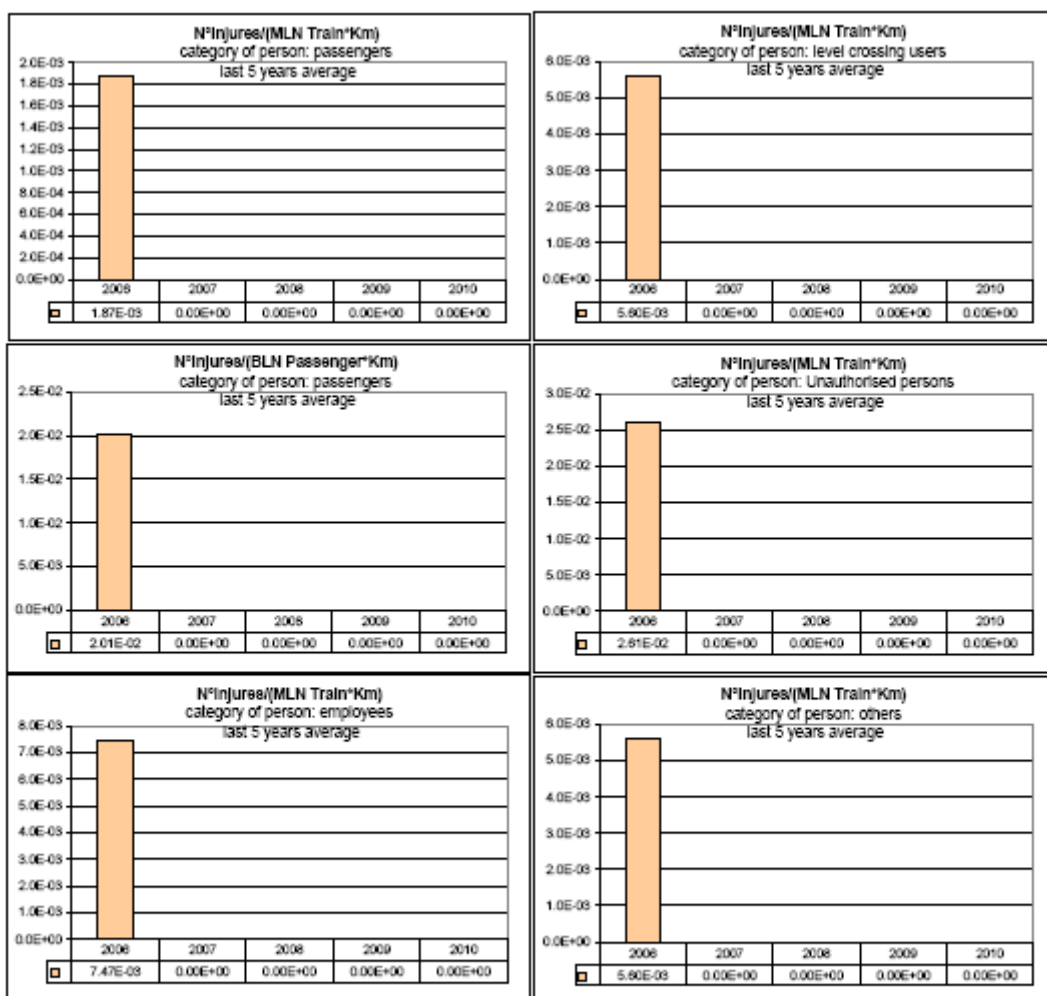 N°Injures/(MLN Train*Km)
category of person: passengers
last 5 years average
2.0E-03
1.8E-03
1.6E-03
1.4E-03
1.2E-03
1.0E-03
8.0E-04
6.0E-04
4.0E-04
2.0E-04
0.0E+00
2006 2007 2008 2009 2010
1.87E-03 0.00E+00 0.00E+00 0.00E+00 0.00E+00
N°Injures/(MLN Train*Km)
category of person: level crossing users
last 5 years average
6.0E-03
5.0E-03
4.0E-03
3.0E-03
2.0E-03
1.0E-03
0.0E+00
2006 2007 2008 2009 2010
5.60E-03 0.00E+00 0.00E+00 0.00E+00 0.00E+00
N°Injures/(BLN Passenger*Km)
category of person: passengers
last 5 years average
2.5E-02
2.0E-02
1.5E-02
1.0E-02
5.0E-03
0.0E+00
2006 2007 2008 2009 2010
2.01E-02 0.00E+00 0.00E+00 0.00E+00 0.00E+00
N°Injures/(MLN Train*Km)
category of person: Unauthorised persons
last 5 years average
3.0E-02
2.5E-02
2.0E-02
1.5E-02
1.0E-02
5.0E-03
0.0E+00
2006 2007 2008 2009 2010
2.61E-02 0.00E+00 0.00E+00 0.00E+00 0.00E+00
N°Injures/(MLN Train*Km)
category of person: employees
last 5 years average
8.0E-03
7.0E-03
6.0E-03
5.0E-03
4.0E-03
3.0E-03
2.0E-03
1.0E-03
0.0E+00
2006 2007 2008 2009 2010
7.47E-03 0.00E+00 0.00E+00 0.00E+00 0.00E+00
N°Injures/(MLN Train*Km)
category of person: others
last 5 years average
6.0E-03
5.0E-03
4.0E-03
3.0E-03
2.0E-03
1.0E-03
0.0E+00
2006 2007 2008 2009 2010
5.60E-03 0.00E+00 0.00E+00 0.00E+00 0.00E+00